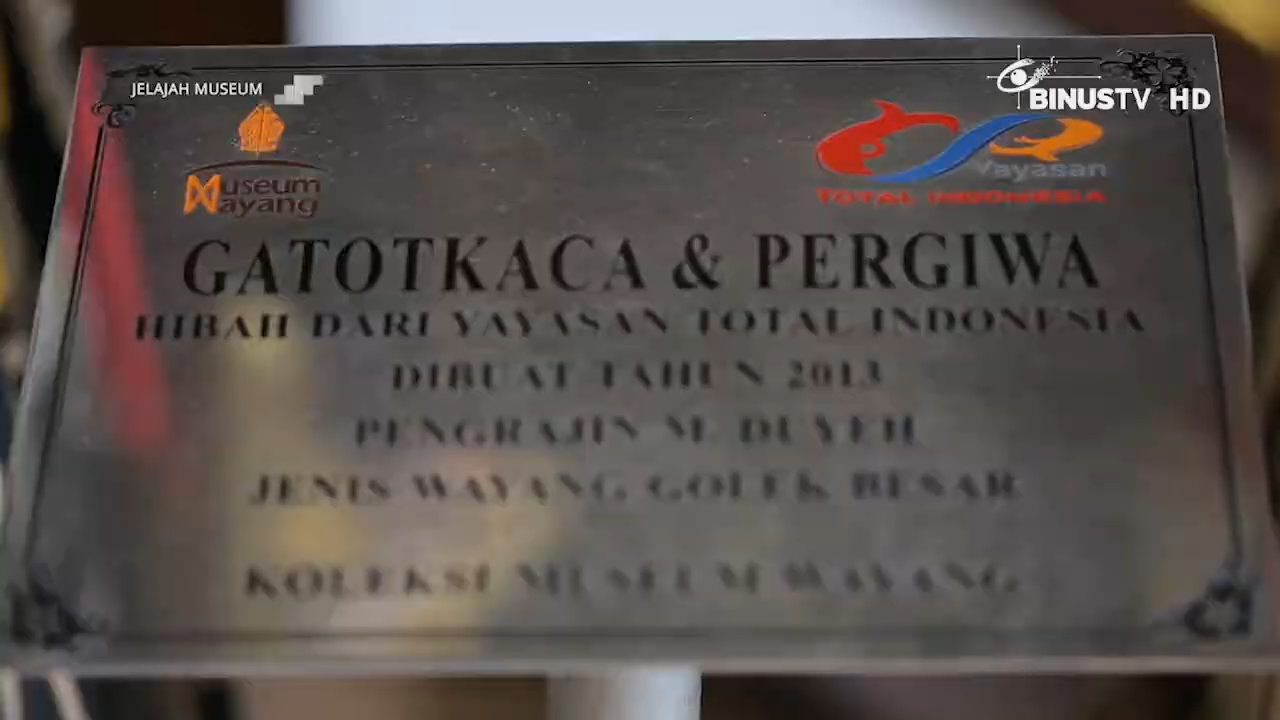 JELAJAH MUSEUM
BINUSTV HD
Museum
Wayang
Yayasan
TOTAL INDONESIA
GATOTKACA & PERGIWA
HIBAH DARI YAYASAN TOTAL INDONESIA
DIBUAT TAHUN 2013
PENGRAJIN M. DUYEH
JENIS WAYANG GOLEK BESAR
KOLEKSI MUSEUM WAYANG